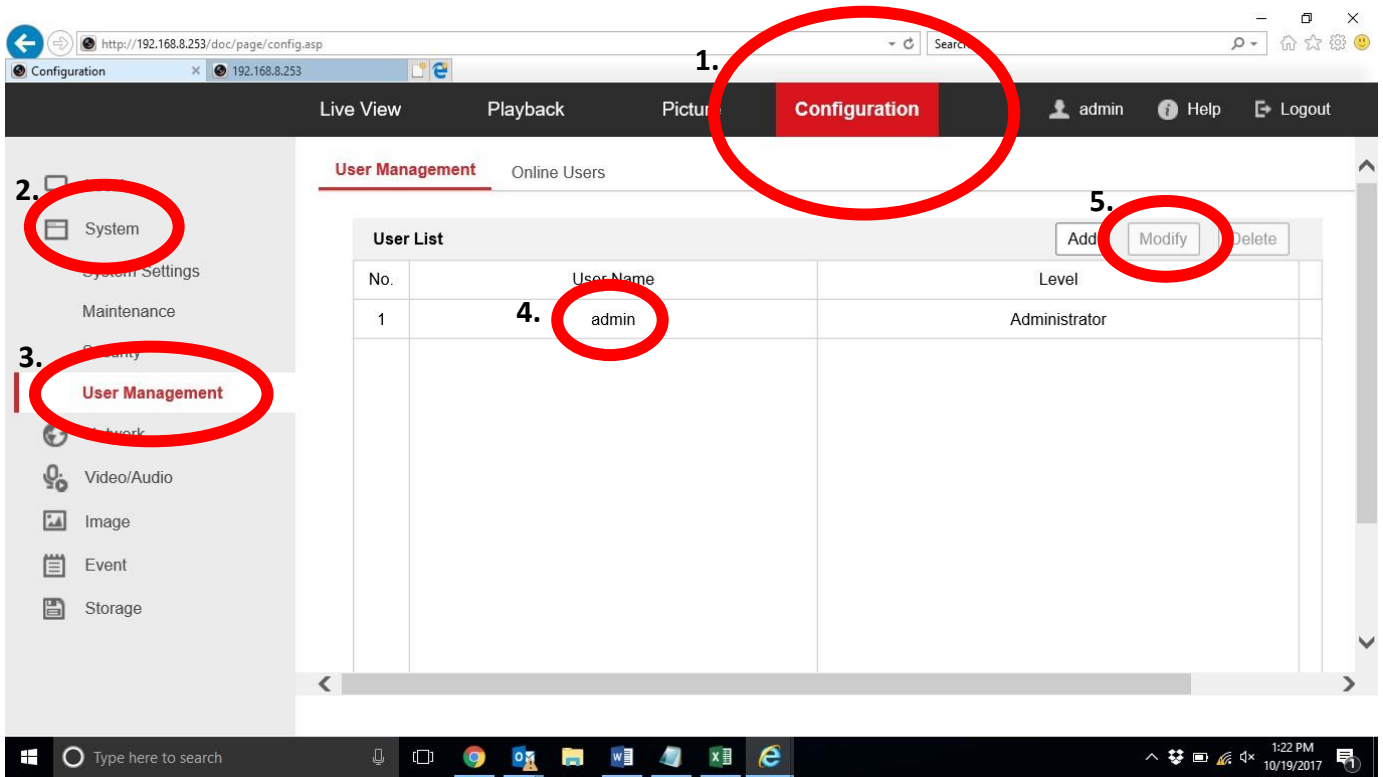 http://192.168.8.253/doc/page/config.asp
Search...
Configuration
192.168.8.253
1.
Live View Playback Picture Configuration admin Help Logout
User Management Online Users
2.
System
5.
User List Add Modify Delete
System Settings
No. User Name Level
Maintenance
4.
1 admin Administrator
Security
3.
User Management
Network
Video/Audio
Image
Event
Storage
Type here to search
1:22 PM
10/19/2017